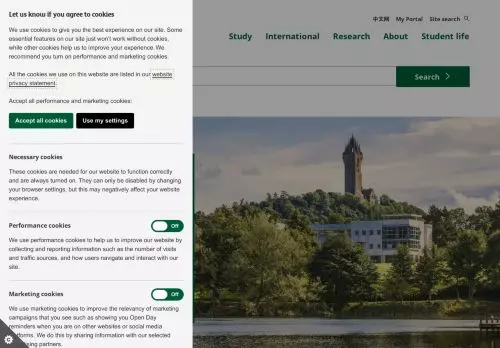 Let us know if you agree to cookies
We use cookies to give you the best experience on our site. Some
essential features on our site just won't work without cookies,
while other cookies help us to improve your experience. We
recommend you turn on performance and marketing cookies.
All the cookies we use on this website are listed in our website
privacy statement.
Accept all performance and marketing cookies:
Accept all cookies
Use my settings
Necessary cookies
These cookies are needed for our website to function correctly
and are always turned on. They can only be disabled by changing
your browser settings, but this may negatively affect your website
experience.
Performance cookies
Off
We use performance cookies to help us to improve our website by
collecting and reporting information such as the number of visits
and traffic sources, and how users navigate and interact with our
site.
Marketing cookies
Off
We use marketing cookies to improve the relevancy of marketing
campaigns that you see such as showing you Open Day
reminders when you are on other websites or social media
platforms. We do this by sharing information with our selected
partners.
中文网 My Portal Site search
Study International Research About Student life
Search